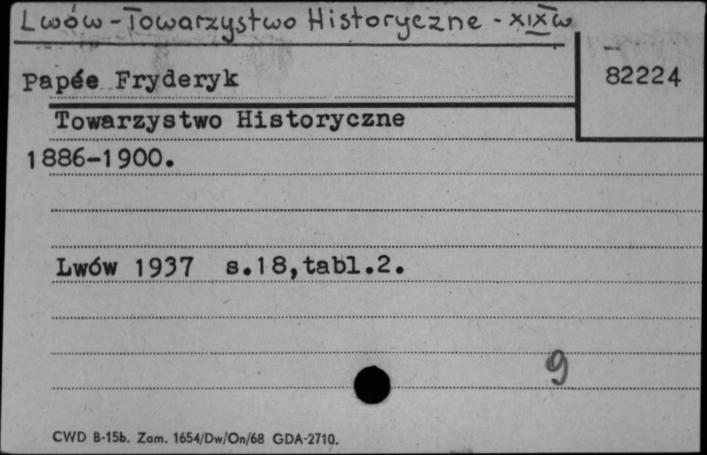 Lwów - Towarzystwo Historyczne - XIX w
Papée Fryderyk
82224
Towarzystwo Historyczne
1886-1900.
Lwów 1937 s.18,tabl.2.
9
CWD B-15b. Zam. 1654/Dw/On/68 GDA-2710.